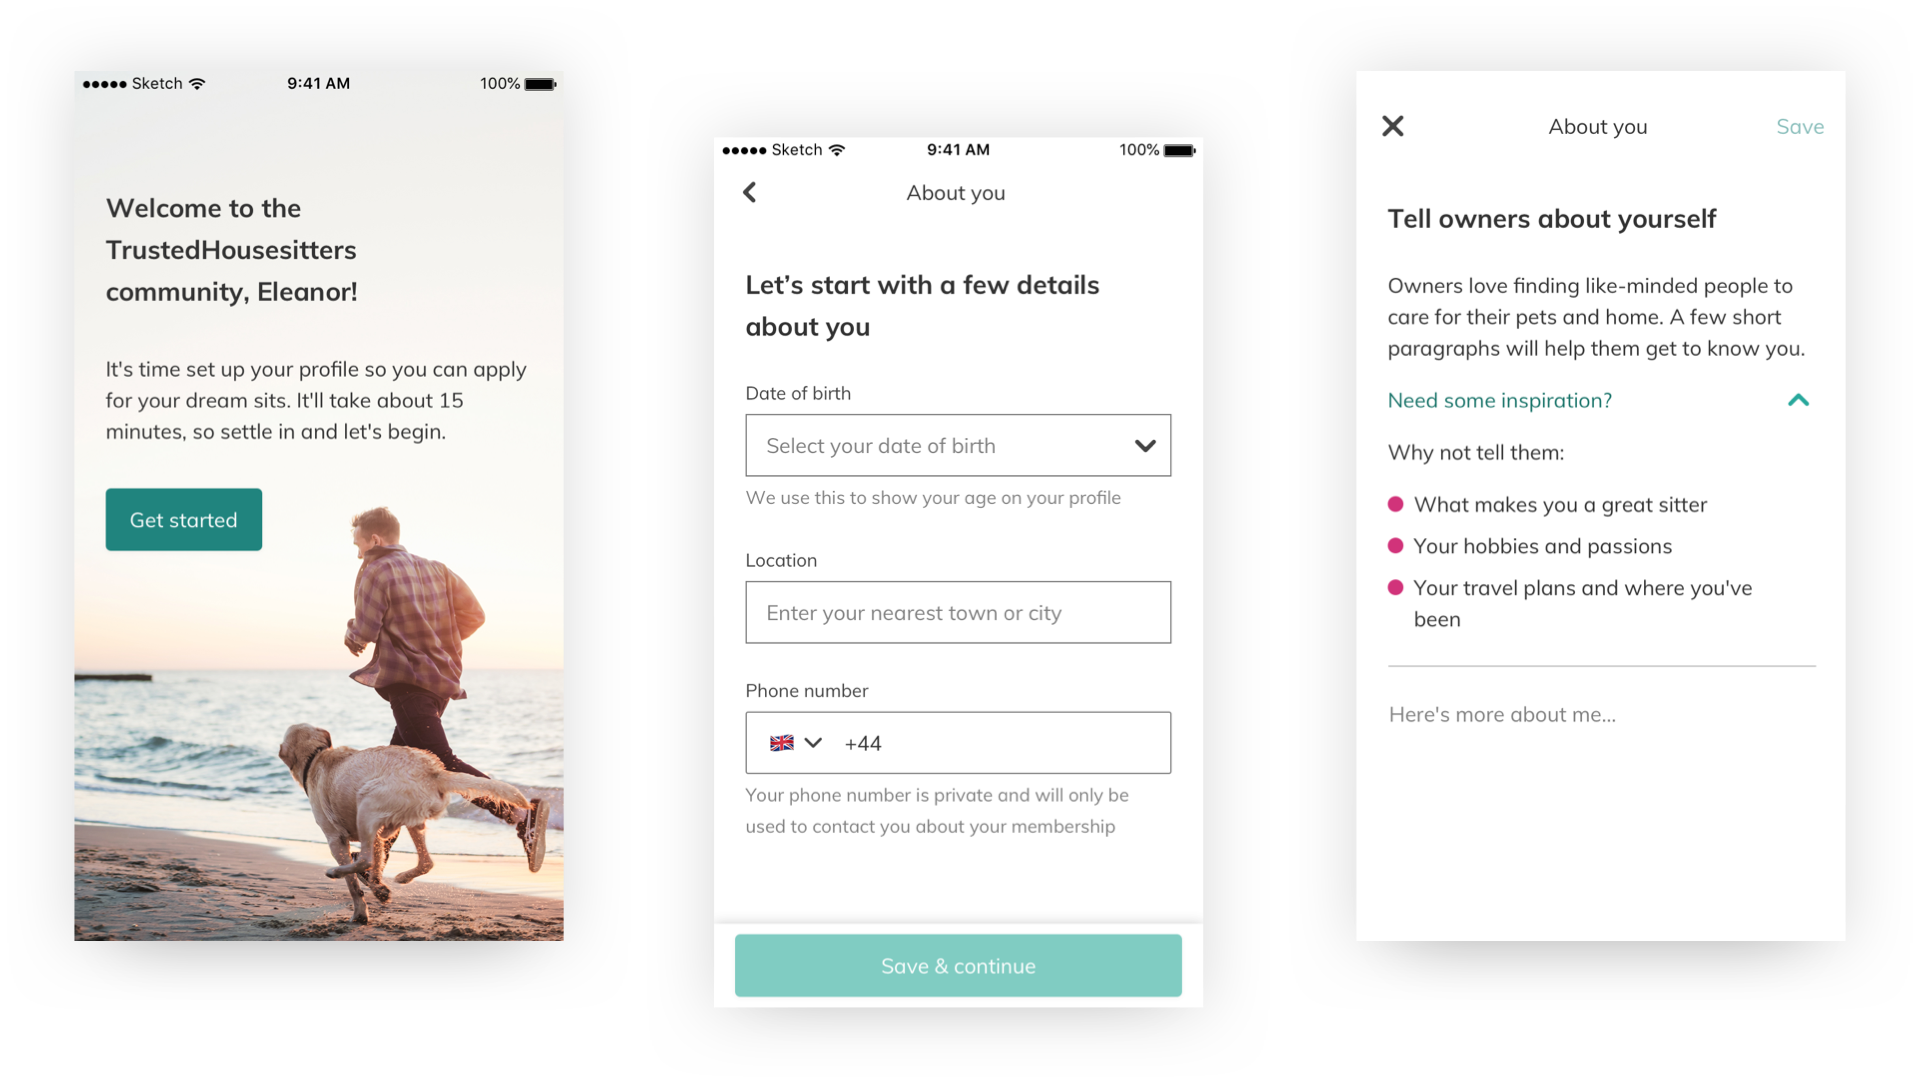 Sketch 9:41 AM 100%
Welcome to the
TrustedHousesitters
community, Eleanor!
It's time set up your profile so you can apply
for your dream sits. It'll take about 15
minutes, so settle in and let's begin.
Get started
Sketch 9:41 AM 100%
About you
Let’s start with a few details
about you
Date of birth
Select your date of birth
We use this to show your age on your profile
Location
Enter your nearest town or city
Phone number
+44
Your phone number is private and will only be
used to contact you about your membership
Save & continue
About you Save
Tell owners about yourself
Owners love finding like-minded people to
care for their pets and home. A few short
paragraphs will help them get to know you.
Need some inspiration?
Why not tell them:
What makes you a great sitter
Your hobbies and passions
Your travel plans and where you've
been
Here's more about me...